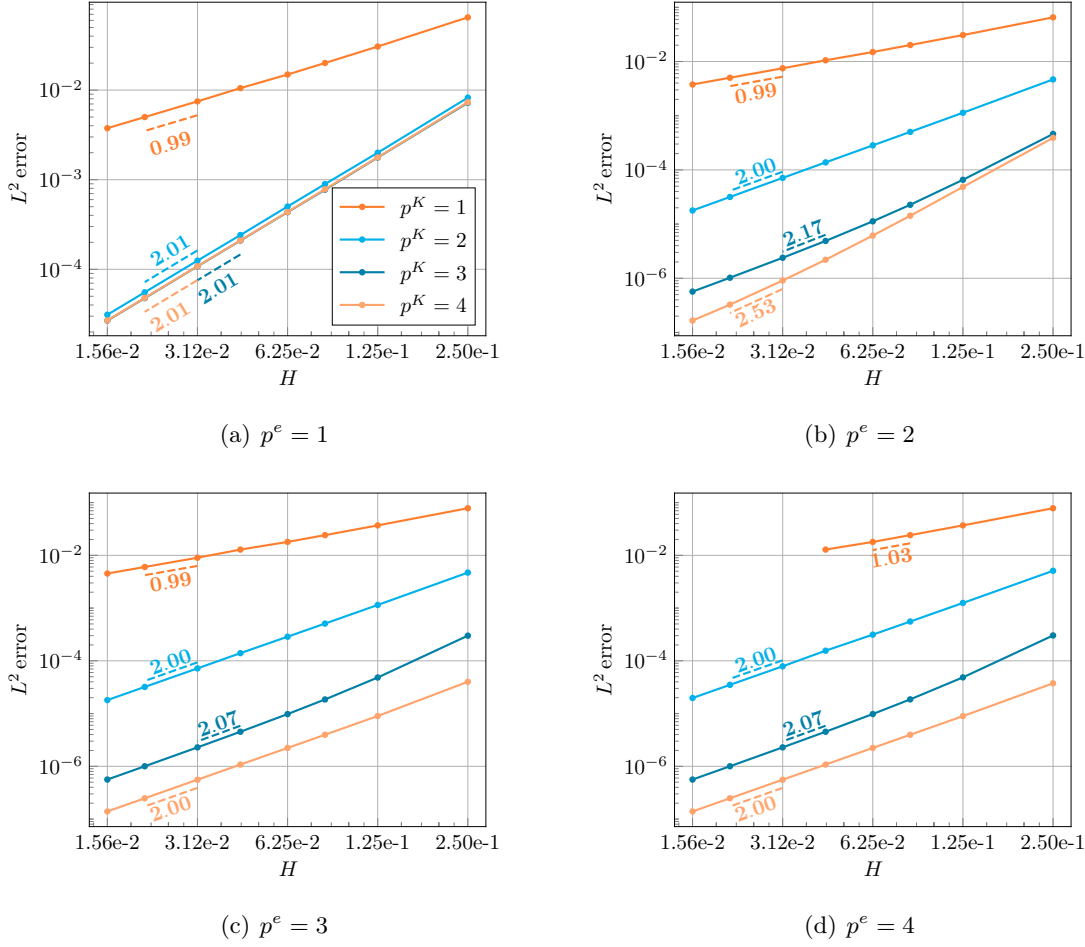 10^{-2}
10^{-3}
10^{-4}
L^2 error
0.99
2.01
2.01
2.01
p^K = 1
p^K = 2
p^K = 3
p^K = 4
1.56e-2 3.12e-2 6.25e-2 1.25e-1 2.50e-1
H
(a) p^e = 1
10^{-2}
10^{-4}
10^{-6}
L^2 error
0.99
2.00
2.17
2.53
1.56e-2 3.12e-2 6.25e-2 1.25e-1 2.50e-1
H
(b) p^e = 2
10^{-2}
10^{-4}
10^{-6}
L^2 error
0.99
2.00
2.07
2.00
1.56e-2 3.12e-2 6.25e-2 1.25e-1 2.50e-1
H
(c) p^e = 3
10^{-2}
10^{-4}
10^{-6}
L^2 error
1.03
2.00
2.07
2.00
1.56e-2 3.12e-2 6.25e-2 1.25e-1 2.50e-1
H
(d) p^e = 4